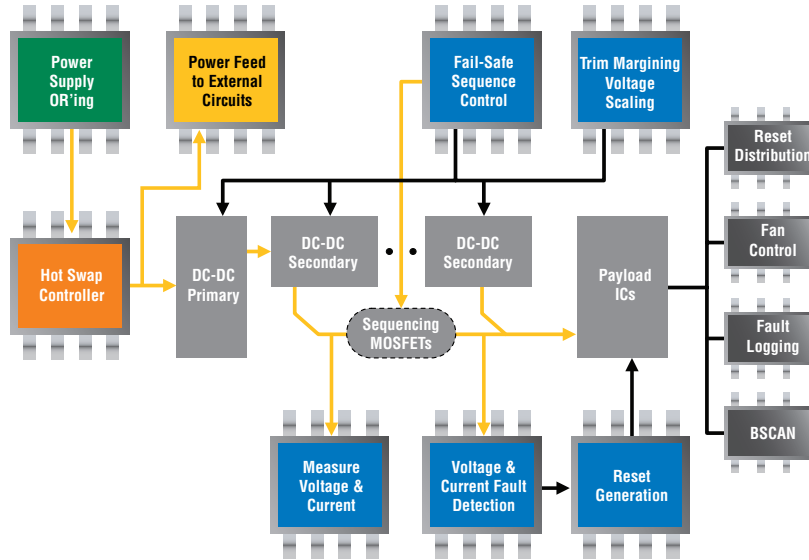 Power
Supply
OR'ing
Power Feed
to External
Circuits
Fail-Safe
Sequence
Control
Trim Margining
Voltage
Scaling
Reset
Distribution
Hot Swap
Controller
DC-DC
Primary
DC-DC
Secondary
DC-DC
Secondary
Payload
ICs
Fan
Control
Sequencing
MOSFETs
Fault
Logging
BSCAN
Measure
Voltage &
Current
Voltage &
Current Fault
Detection
Reset
Generation